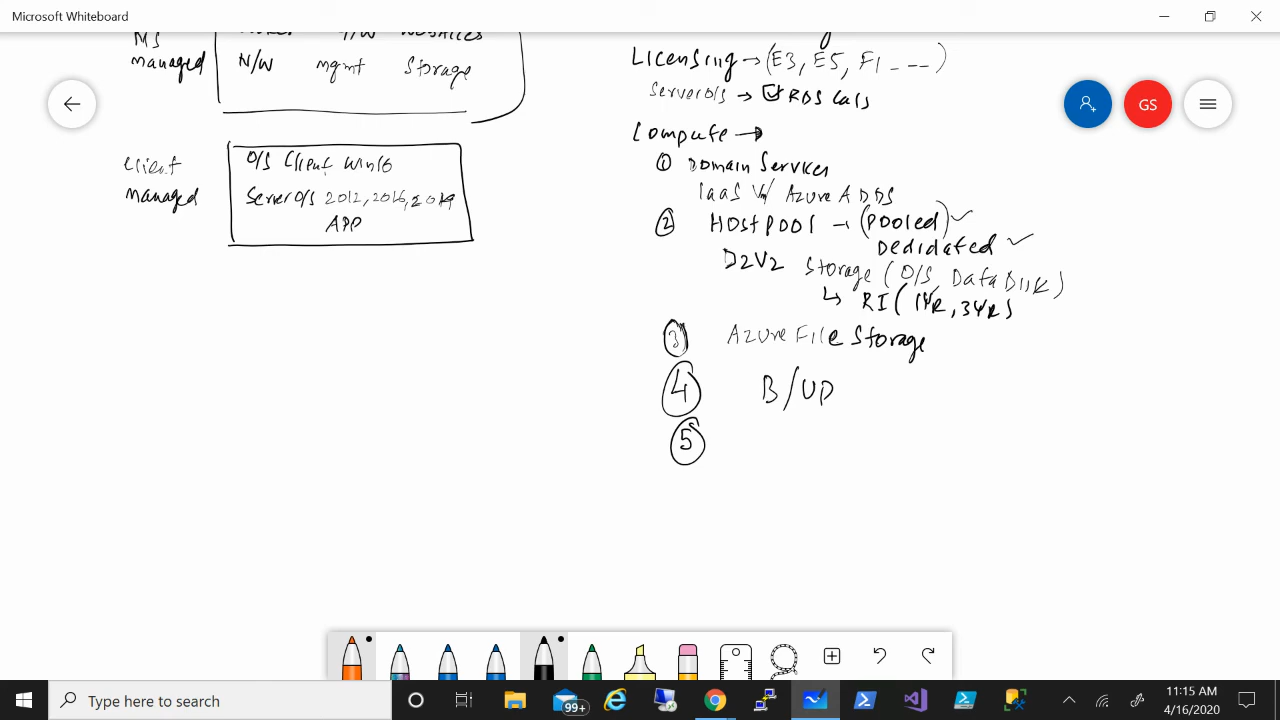 Microsoft Whiteboard
MS
managed
N/W mgmt Storage
Client
managed
O/S Client Win10
Server O/S 2012, 2016, 2019
APP
Licensing → (E3, E5, F1 - - -)
Server O/S → RDS Cals
Compute →
① Domain Services
IaaS VM Azure ADDS
② HOSTPOOL → (POOLED) ✓
DEDIDATED ✓
D2V2 Storage (O/S, Data Disk)
↳ RI (1YR, 3YR)
③ Azure File Storage
④ B/UP
⑤
GS
Type here to search
99+
11:15 AM
4/16/2020